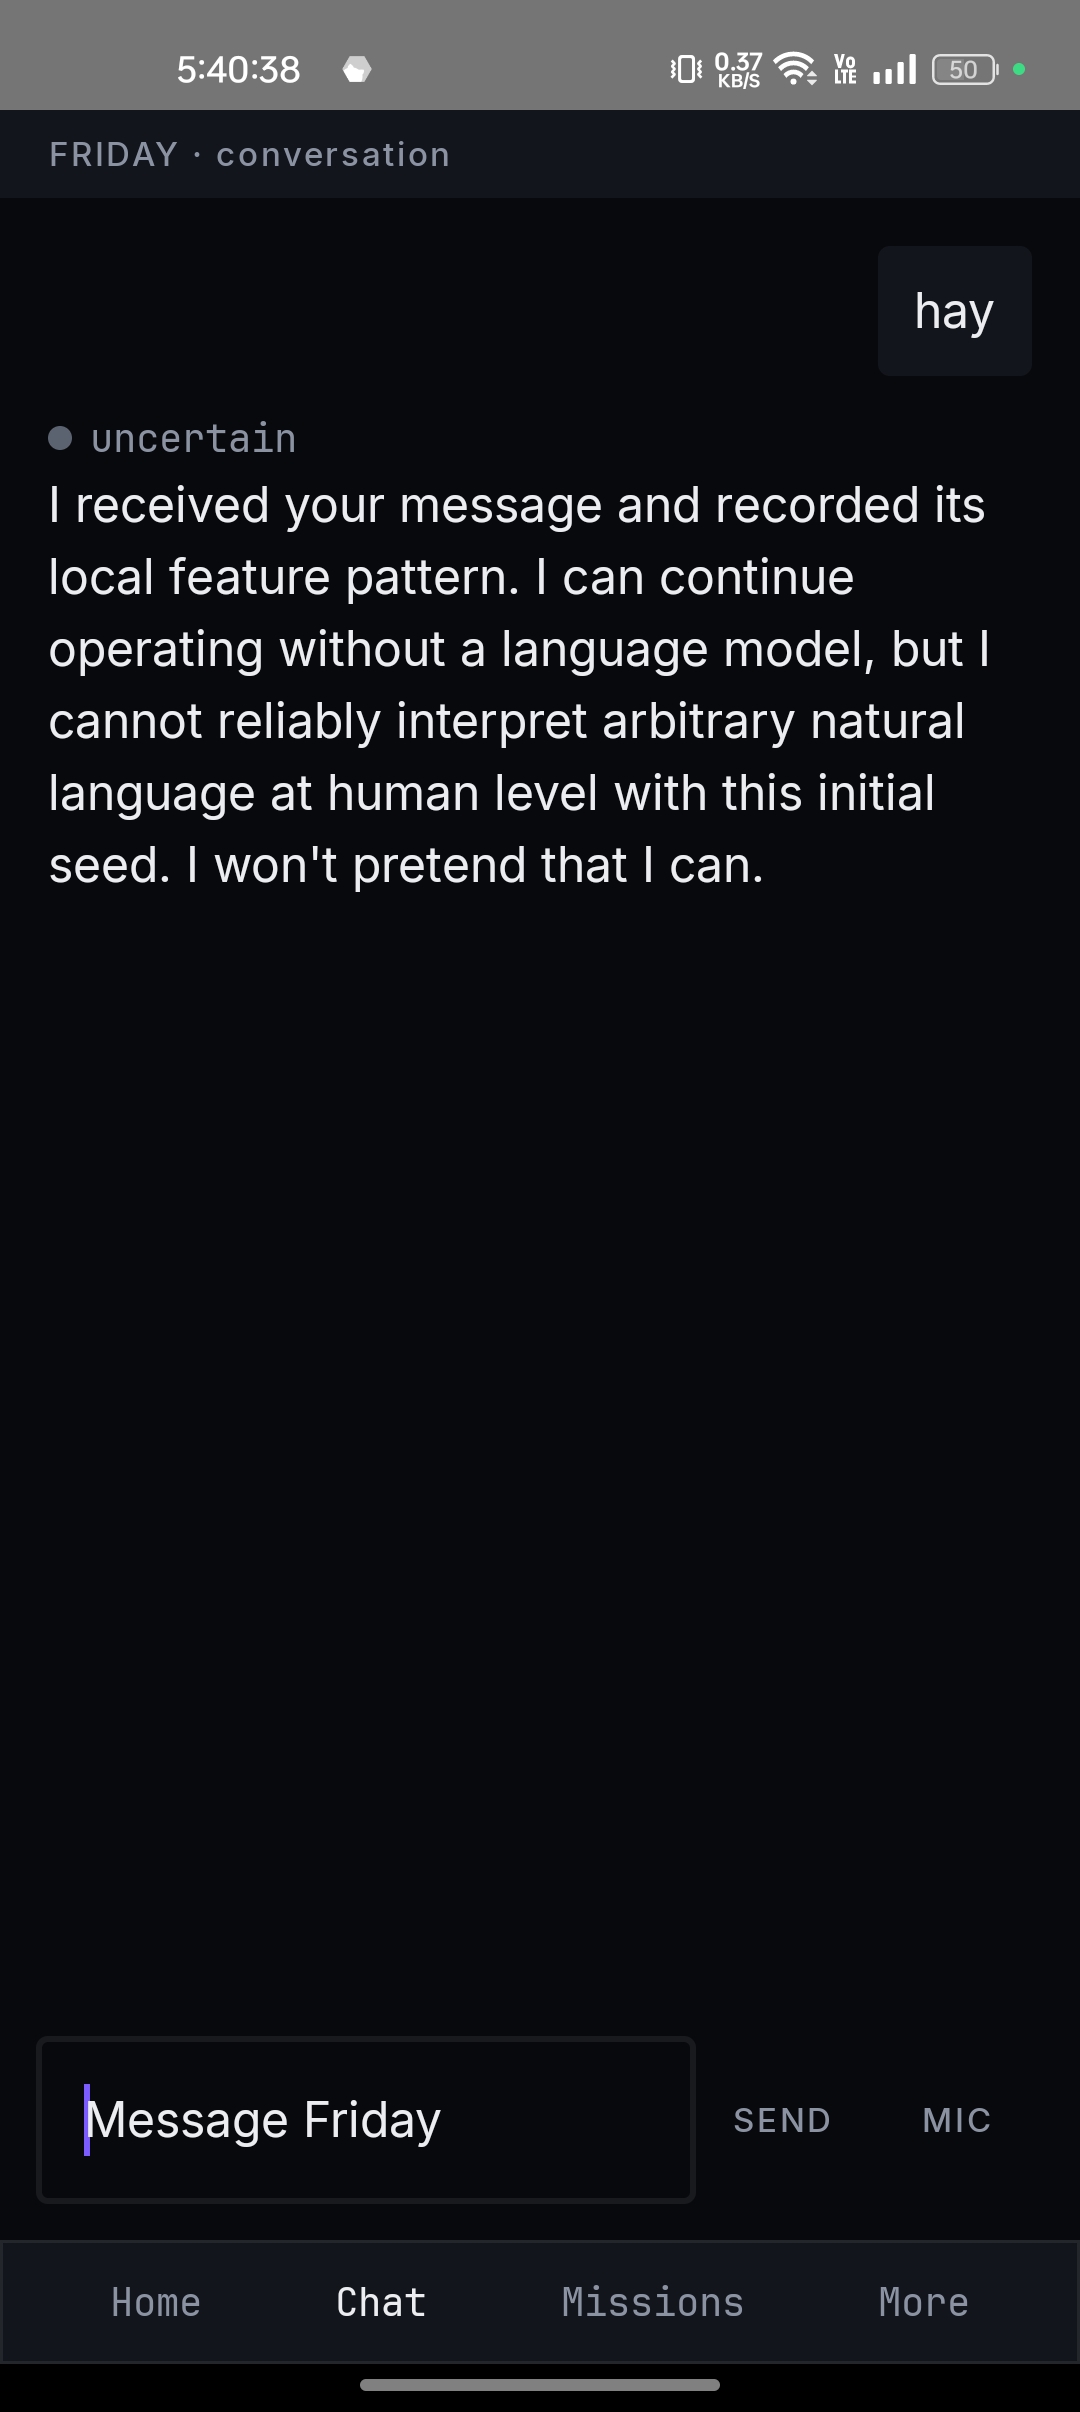 5:40:38
0.37
KB/S
Vo
LTE
50
FRIDAY · conversation
hay
uncertain
I received your message and recorded its
local feature pattern. I can continue
operating without a language model, but I
cannot reliably interpret arbitrary natural
language at human level with this initial
seed. I won't pretend that I can.
Message Friday
SEND
MIC
Home
Chat
Missions
More